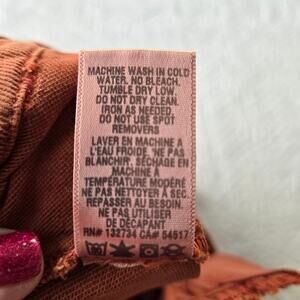 MACHINE WASH IN COLD
WATER. NO BLEACH.
TUMBLE DRY LOW.
DO NOT DRY CLEAN.
IRON AS NEEDED.
DO NOT USE SPOT
REMOVERS
LAVER EN MACHINE A
L'EAU FROIDE. NE PAS
BLANCHIR. SÉCHAGE EN
MACHINE À
TEMPÉRATURE MODÉRÉ
NE PAS NETTOYER À SEC.
REPASSER AU BESOIN.
NE PAS UTILISER
DE DÉCAPANT
RN# 132734 CA# 54517